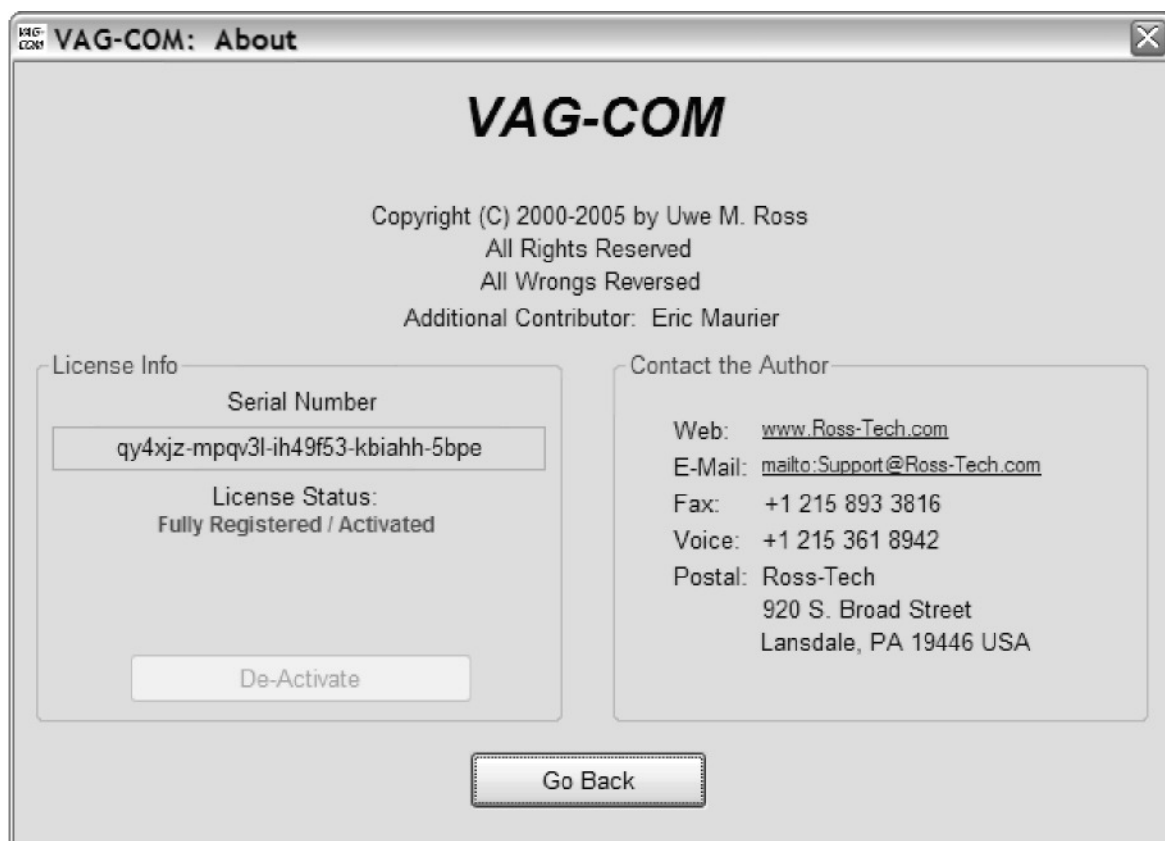 VAG-COM
VAG-COM: About
VAG-COM
Copyright (C) 2000-2005 by Uwe M. Ross
All Rights Reserved
All Wrongs Reversed
Additional Contributor: Eric Maurier
License Info
Serial Number
qy4xjz-mpqv3l-ih49f53-kbiahh-5bpe
License Status:
Fully Registered / Activated
De-Activate
Contact the Author
Web: www.Ross-Tech.com
E-Mail: mailto:Support@Ross-Tech.com
Fax: +1 215 893 3816
Voice: +1 215 361 8942
Postal: Ross-Tech
920 S. Broad Street
Lansdale, PA 19446 USA
Go Back